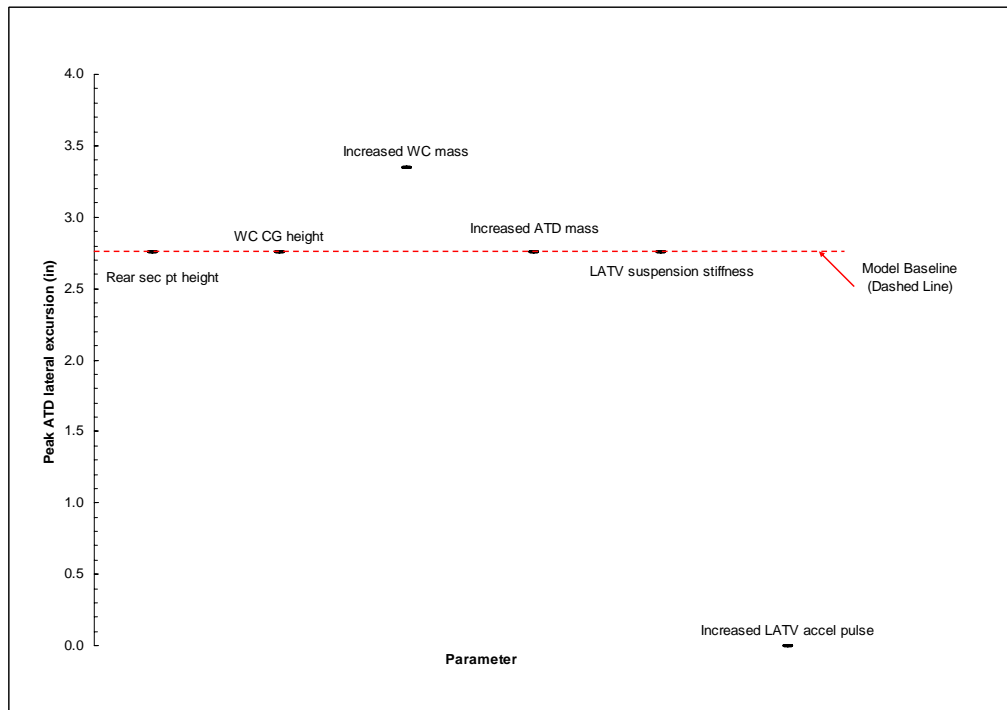 4.0
3.5
3.0
2.5
2.0
1.5
1.0
0.5
0.0
Peak ATD lateral excursion (in)
Increased WC mass
WC CG height
Increased ATD mass
Rear sec pt height
LATV suspension stiffness
Model Baseline
(Dashed Line)
Increased LATV accel pulse
Parameter